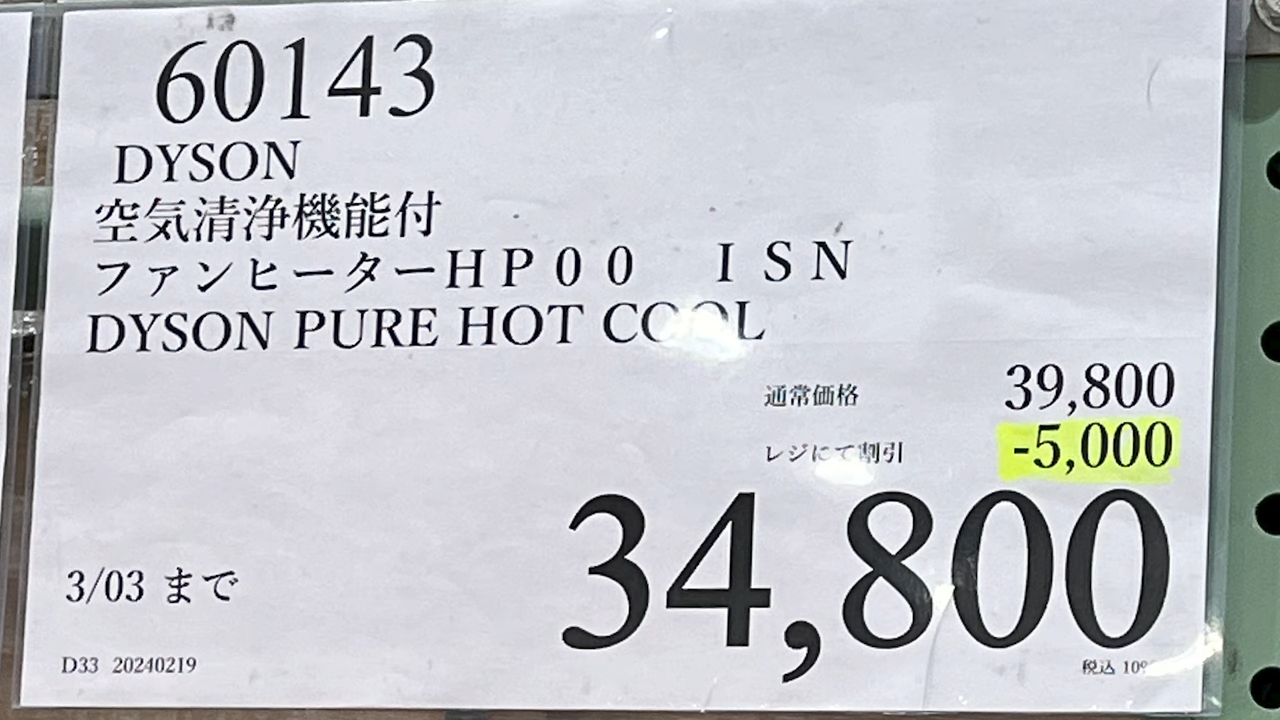 60143
DYSON
空気清浄機能付
ファンヒーターHP00 ISN
DYSON PURE HOT COOL
通常価格 39,800
レジにて割引 -5,000
34,800
3/03 まで
D33 20240219
税込 10%